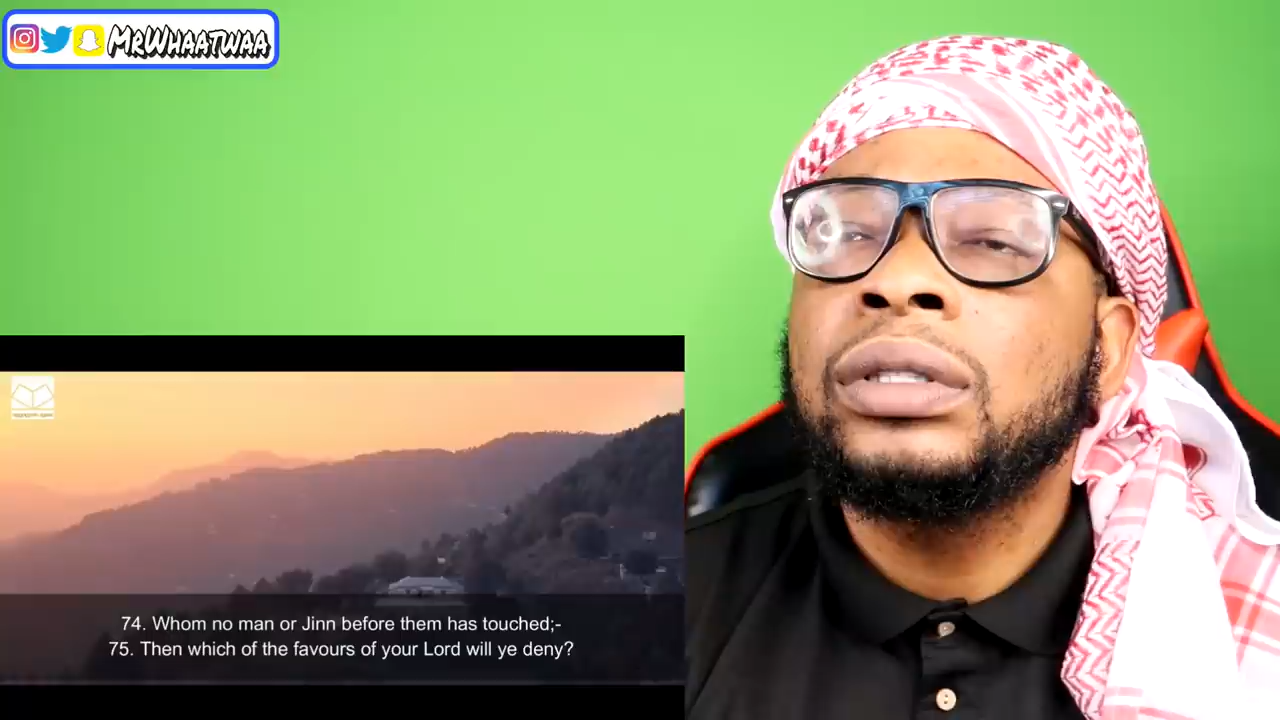 MrWhaatwaa
74. Whom no man or Jinn before them has touched;-
75. Then which of the favours of your Lord will ye deny?